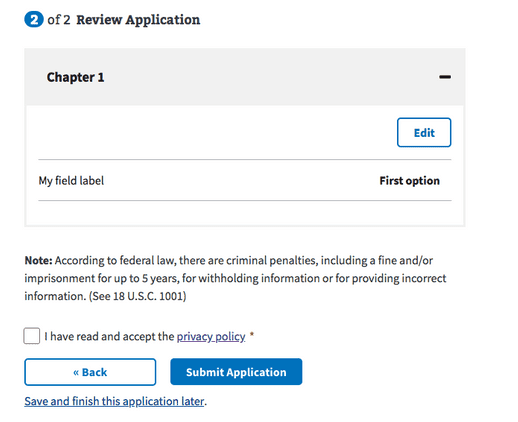 2 of 2 Review Application
Chapter 1
Edit
My field label First option
Note: According to federal law, there are criminal penalties, including a fine and/or
imprisonment for up to 5 years, for withholding information or for providing incorrect
information. (See 18 U.S.C. 1001)
I have read and accept the privacy policy *
« Back Submit Application
Save and finish this application later.